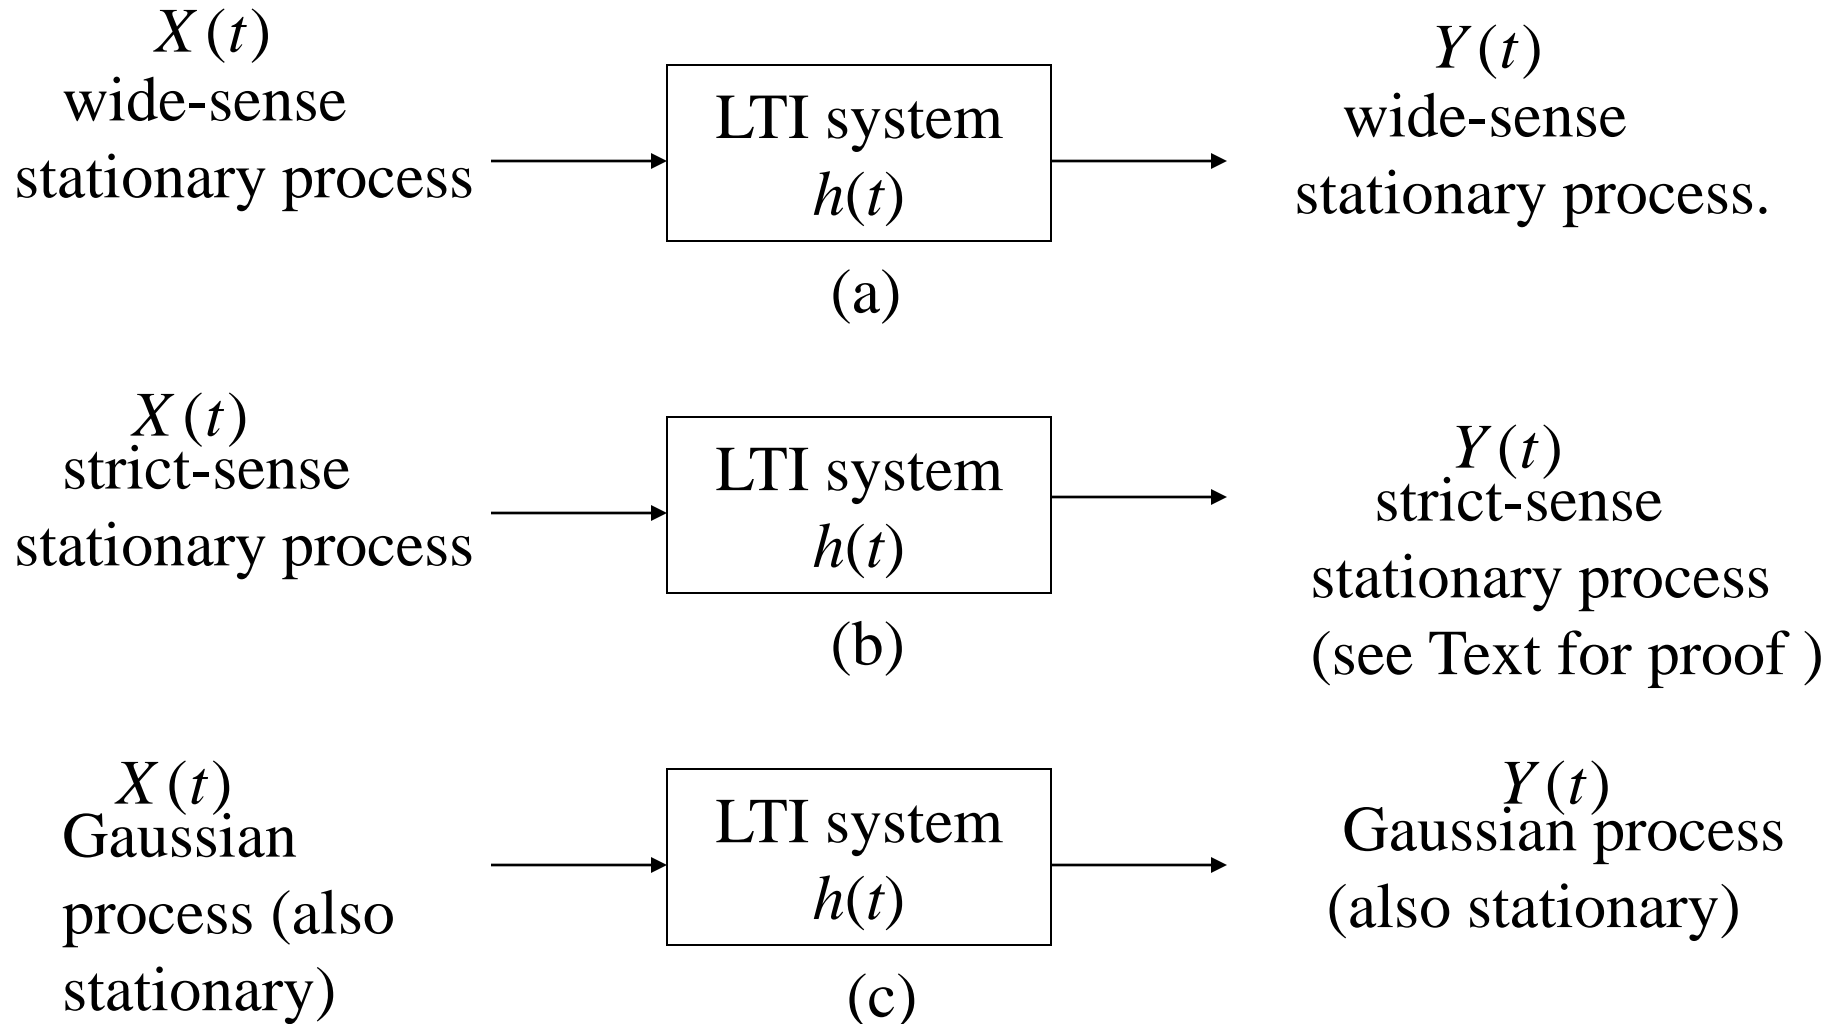 X(t)
wide-sense
stationary process
LTI system
h(t)
Y(t)
wide-sense
stationary process.
(a)
X(t)
strict-sense
stationary process
LTI system
h(t)
Y(t)
strict-sense
stationary process
(see Text for proof )
(b)
X(t)
Gaussian
process (also
stationary)
LTI system
h(t)
Y(t)
Gaussian process
(also stationary)
(c)